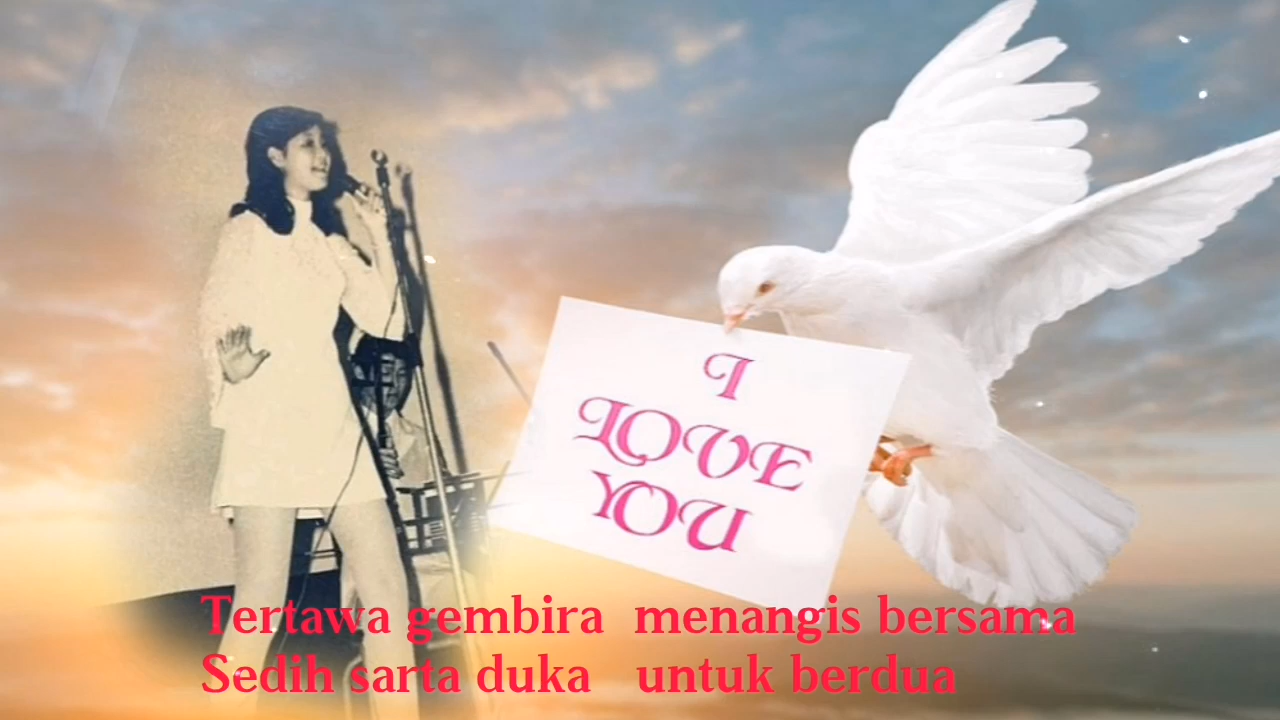 I
LOVE
YOU
Tertawa gembira menangis bersama
Sedih sarta duka untuk berdua